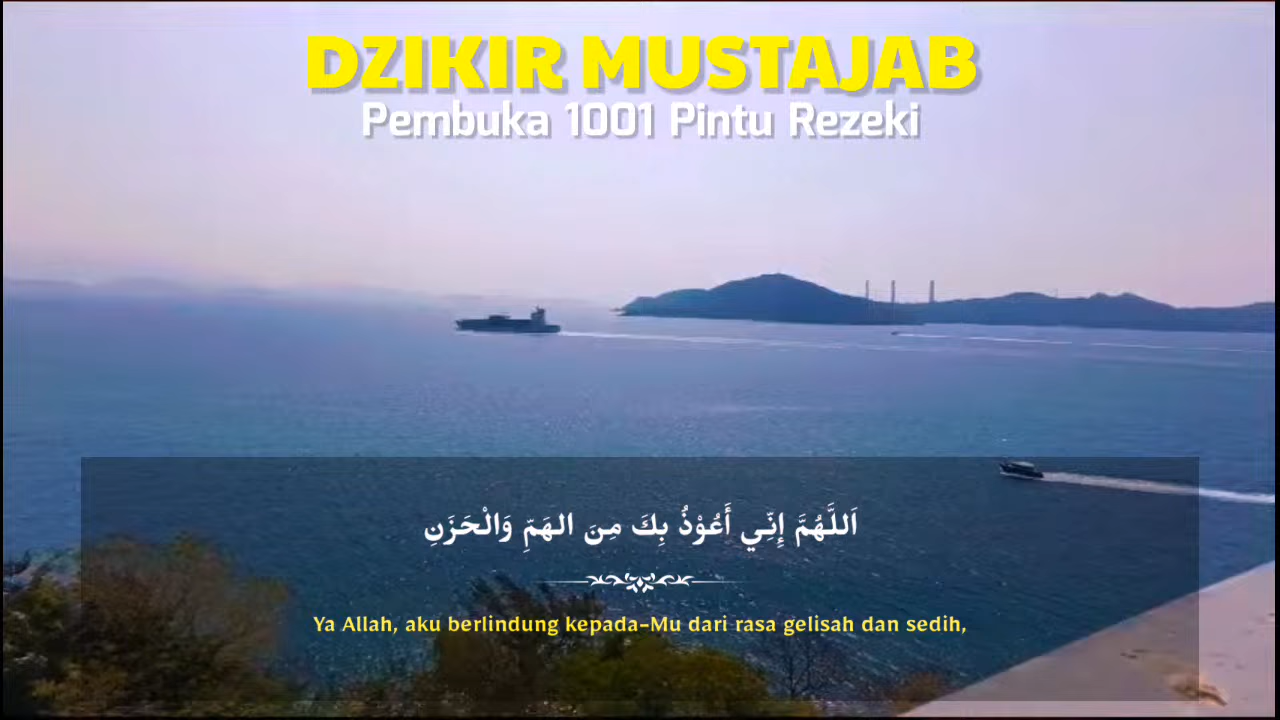 DZIKIR MUSTAJAB
Pembuka 1001 Pintu Rezeki
اَللَّهُمَّ إِنِّي أَعُوْذُ بِكَ مِنَ الهَمِّ وَالْحَزَنِ
Ya Allah, aku berlindung kepada-Mu dari rasa gelisah dan sedih,